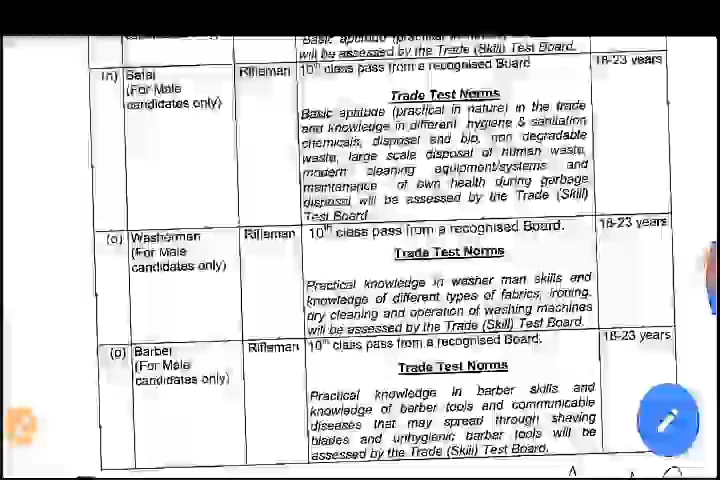 Basic aptitude (practical in
will be assessed by the Trade (Skill) Test Board.
(n) Safai Rifleman 10th class pass from a recognised Board 18-23 years
(For Male
candidates only)
Trade Test Norms
Basic aptitude (practical in nature) in the trade
and knowledge in different hygiene & sanitation
chemicals, disposal and bio, non degradable
waste, large scale disposal of human waste,
modern cleaning equipment/systems and
maintenance of own health during garbage
disposal will be assessed by the Trade (Skill)
Test Board
(o) Washerman Rifleman 10th class pass from a recognised Board. 18-23 years
(For Male
candidates only)
Trade Test Norms
Practical knowledge in washer man skills and
knowledge of different types of fabrics, ironing,
dry cleaning and operation of washing machines
will be assessed by the Trade (Skill) Test Board.
(p) Barber Rifleman 10th class pass from a recognised Board. 18-23 years
(For Male
candidates only)
Trade Test Norms
Practical knowledge in barber skills and
knowledge of barber tools and communicable
diseases that may spread through shaving
blades and unhygienic barber tools will be
assessed by the Trade (Skill) Test Board.